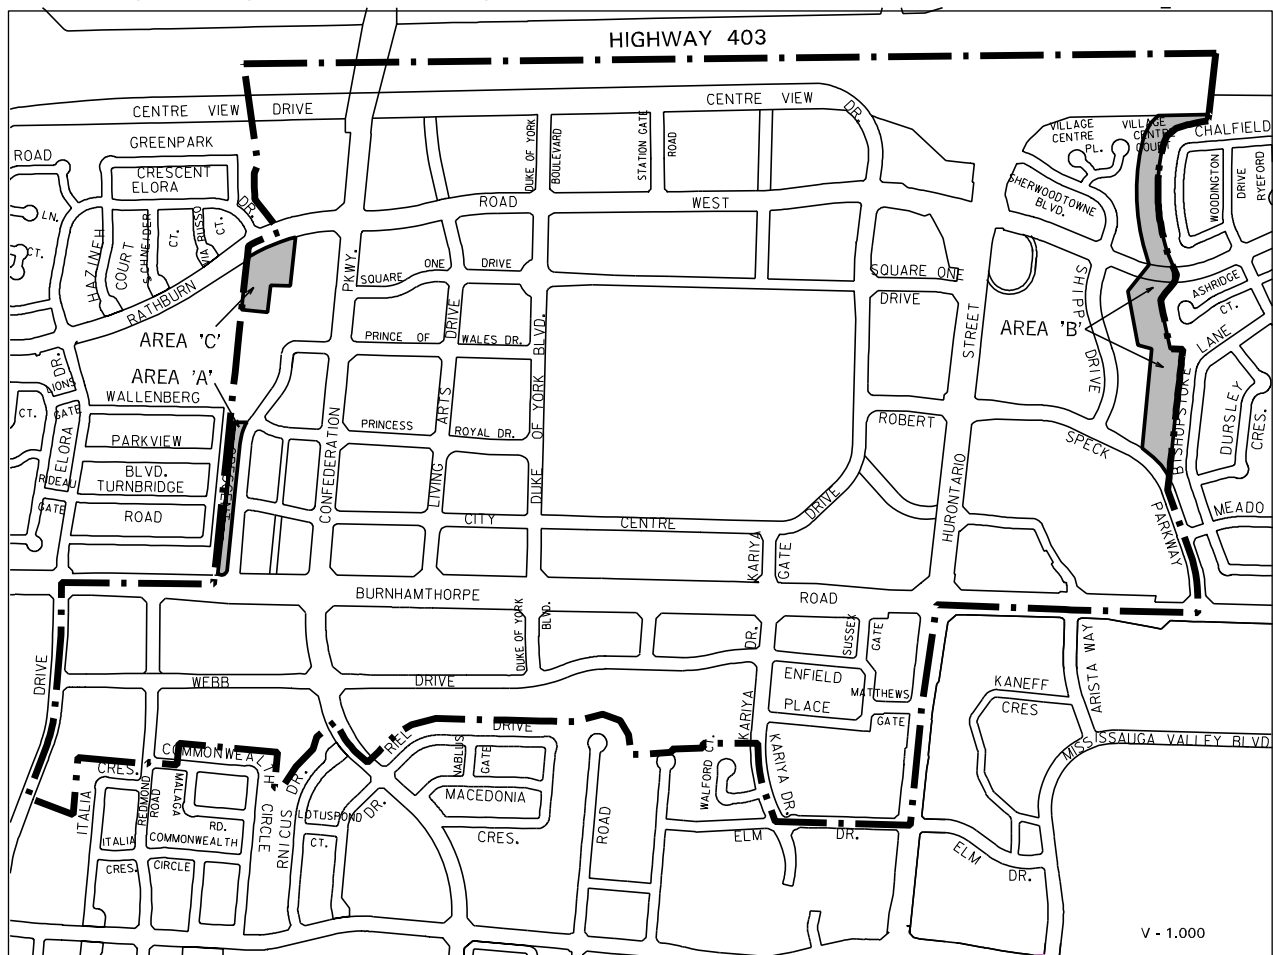 HIGHWAY 403
CENTRE VIEW DRIVE
CENTRE VIEW
DR.
GREENPARK
ROAD
CRESCENT
ELORA
DR.
LN.
CT.
HAZINEH
COURT
SCHNEIDER
CT.
VIA RUSSO
CT.
RATHBURN
ROAD
WEST
DUKE OF YORK
BOULEVARD
STATION GATE
ROAD
VILLAGE
CENTRE
PL.
VILLAGE
CENTRE
COURT
CHALFIELD
WOODINGTON
DRIVE
RYEFORD
SHERWOODTOWNE
BLVD.
PKWY.
SQUARE ONE DRIVE
SQUARE ONE
DRIVE
SHIPP
DRIVE
ASHRIDGE
CT.
LANE
AREA 'C'
AREA 'A'
AREA 'B'
PRINCE OF WALES DR.
DRIVE
ARTS
LIVING
DUKE OF YORK BLVD.
STREET
HURONTARIO
DR.
LIONS
GATE
CT.
WALLENBERG
PARKVIEW
BLVD.
TURNBRIDGE
ROAD
ELORA
RIDEAU
GATE
CRESCENT
CONFEDERATION
PRINCESS
ROYAL DR.
ROBERT
SPECK
PARKWAY
BISHOPSTOKE
DURSLEY
CRES.
MEADO
CITY CENTRE
DRIVE
KARIYA
GATE
BURNHAMTHORPE
ROAD
DUKE OF YORK
BLVD.
DR.
KARIYA
SUSSEX
GATE
ENFIELD
PLACE
MATTHEWS
GATE
DRIVE
WEBB
DRIVE
KANEFF
CRES
ARISTA WAY
MISSISSAUGA VALLEY BLVD.
COMMONWEALTH
CIRCLE
CRES.
ITALIA
REDMOND
ROAD
MALAGA
RD.
ITALIA
CRES.
COMMONWEALTH
CIRCLE
DR.
LOTUSPOND
CT.
RIEL
DRIVE
DR.
NABLUS
GATE
MACEDONIA
CRES.
ROAD
WALFORD CT.
KARIYA DR.
ELM
DR.
ELM
DR.
V - 1.000